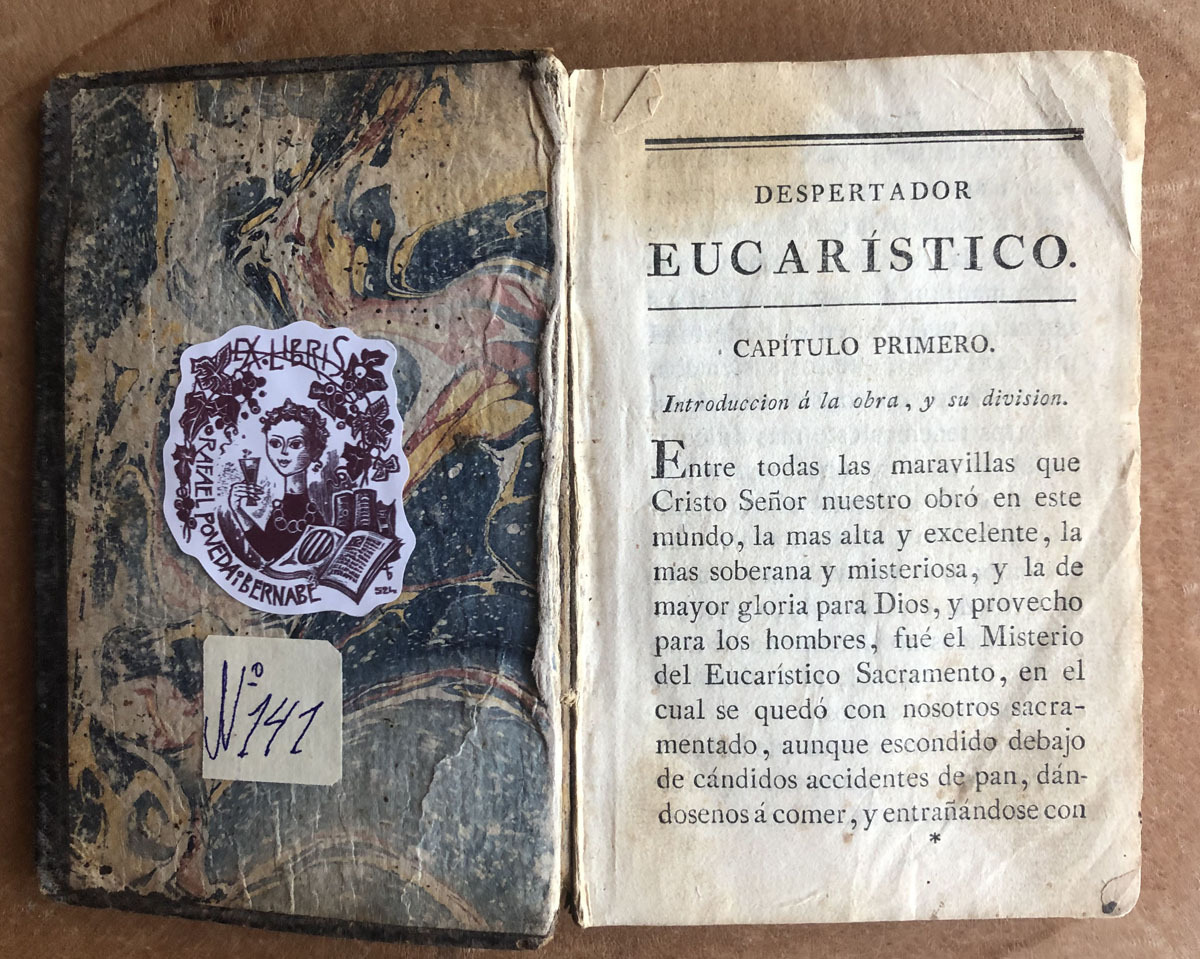 EX·LIBRIS
RAFAEL POVEDA BERNABÉ
Nº 141
DESPERTADOR
EUCARÍSTICO.
CAPÍTULO PRIMERO.
Introduccion á la obra, y su division.
Entre todas las maravillas que
Cristo Señor nuestro obró en este
mundo, la mas alta y excelente, la
mas soberana y misteriosa, y la de
mayor gloria para Dios, y provecho
para los hombres, fué el Misterio
del Eucarístico Sacramento, en el
cual se quedó con nosotros sacra-
mentado, aunque escondido debajo
de cándidos accidentes de pan, dán-
dosenos á comer, y entrañándose con
*